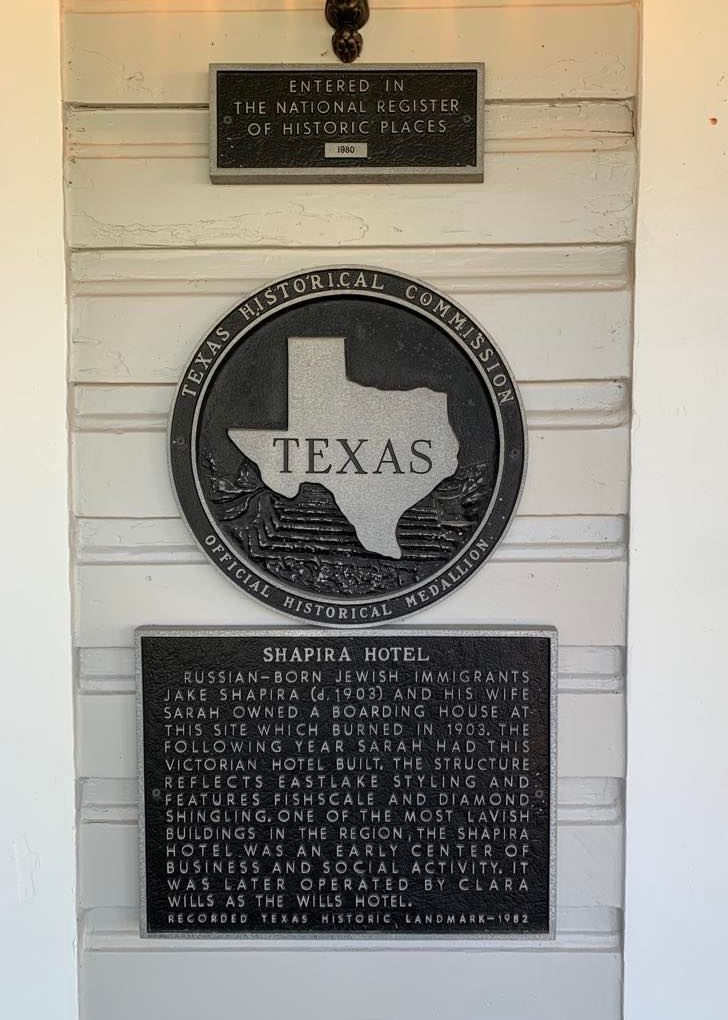 ENTERED IN
THE NATIONAL REGISTER
OF HISTORIC PLACES
1980
TEXAS HISTORICAL COMMISSION
TEXAS
OFFICIAL HISTORICAL MEDALLION
SHAPIRA HOTEL
RUSSIAN-BORN JEWISH IMMIGRANTS
JAKE SHAPIRA (d. 1903) AND HIS WIFE
SARAH OWNED A BOARDING HOUSE AT
THIS SITE WHICH BURNED IN 1903. THE
FOLLOWING YEAR SARAH HAD THIS
VICTORIAN HOTEL BUILT. THE STRUCTURE
REFLECTS EASTLAKE STYLING AND
FEATURES FISHSCALE AND DIAMOND
SHINGLING. ONE OF THE MOST LAVISH
BUILDINGS IN THE REGION, THE SHAPIRA
HOTEL WAS AN EARLY CENTER OF
BUSINESS AND SOCIAL ACTIVITY. IT
WAS LATER OPERATED BY CLARA
WILLS AS THE WILLS HOTEL.
RECORDED TEXAS HISTORIC LANDMARK-1982